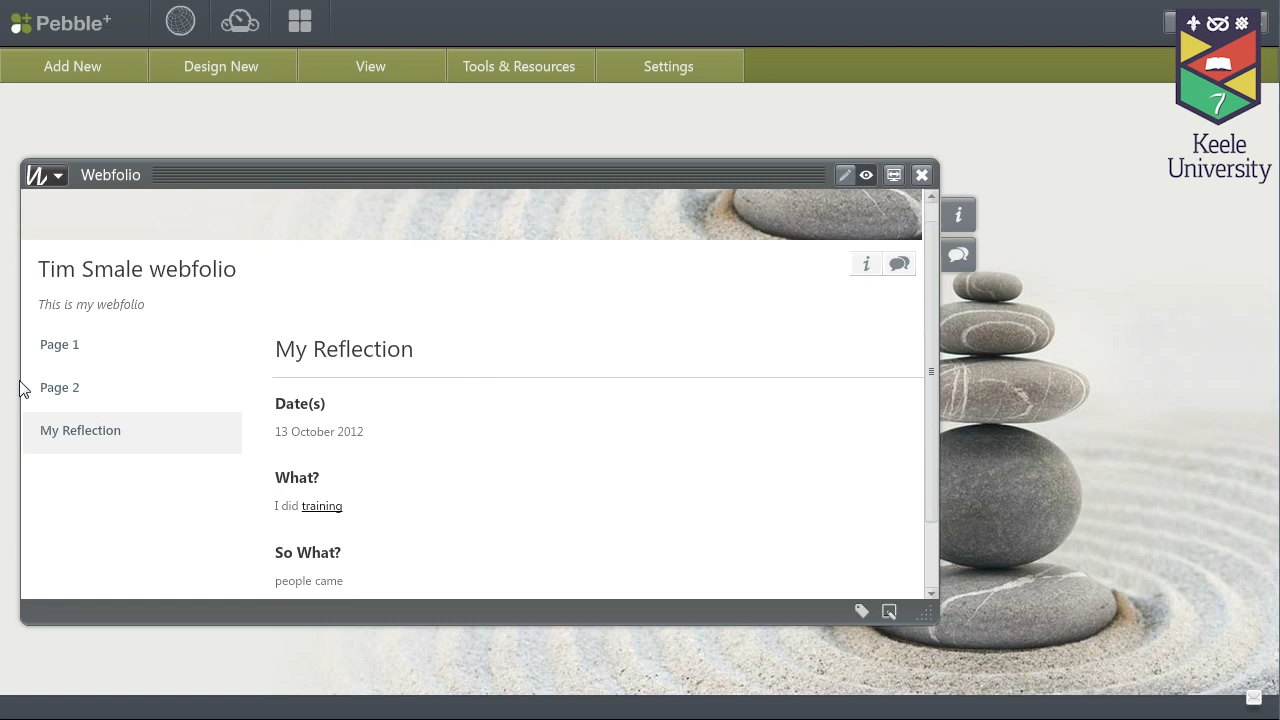 Pebble+
Add New
Design New
View
Tools & Resources
Settings
Keele
University
Webfolio
Tim Smale webfolio
This is my webfolio
Page 1
Page 2
My Reflection
My Reflection
Date(s)
13 October 2012
What?
I did training
So What?
people came